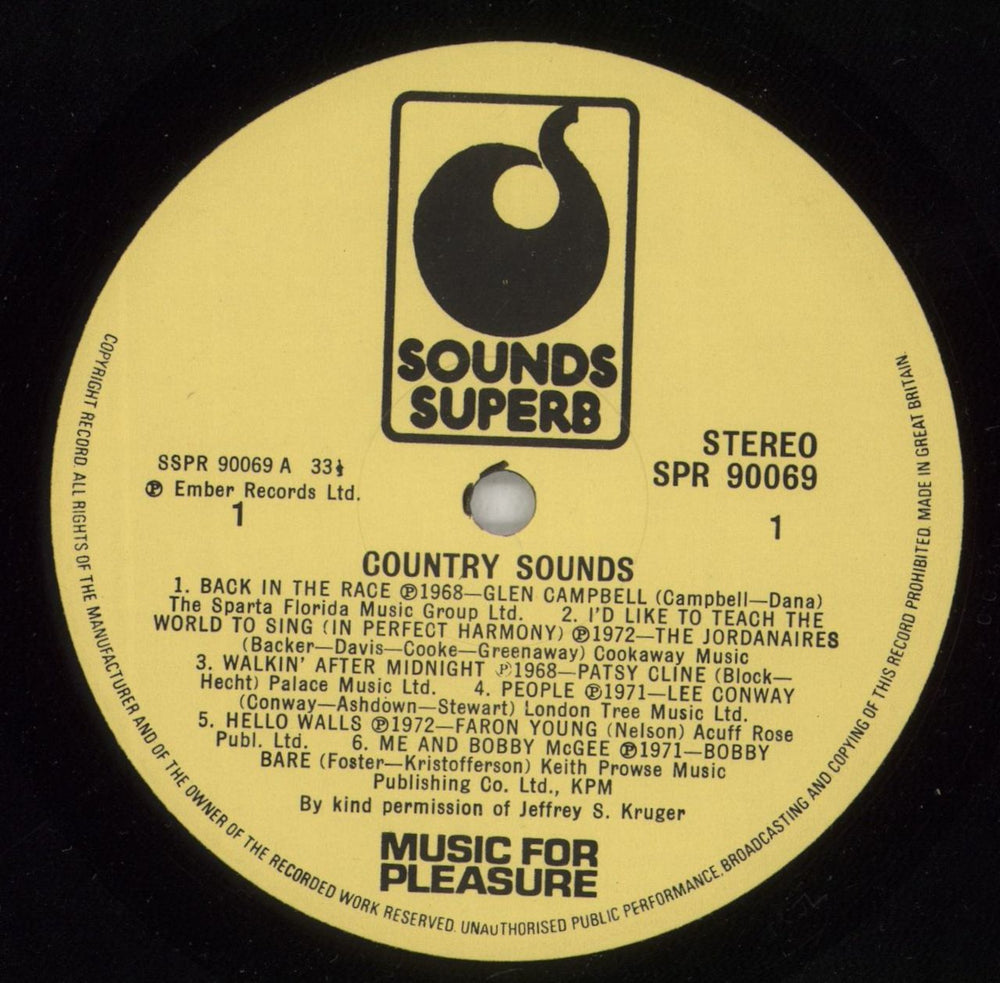 SOUNDS
SUPERB
SSPR 90069 A 33⅓
℗ Ember Records Ltd.
1
STEREO
SPR 90069
1
COUNTRY SOUNDS
1. BACK IN THE RACE ℗1968—GLEN CAMPBELL (Campbell—Dana)
The Sparta Florida Music Group Ltd. 2. I'D LIKE TO TEACH THE
WORLD TO SING (IN PERFECT HARMONY) ℗1972—THE JORDANAIRES
(Backer—Davis—Cooke—Greenaway) Cookaway Music
3. WALKIN' AFTER MIDNIGHT ℗1968—PATSY CLINE (Block—
Hecht) Palace Music Ltd. 4. PEOPLE ℗1971—LEE CONWAY
(Conway—Ashdown—Stewart) London Tree Music Ltd.
5. HELLO WALLS ℗1972—FARON YOUNG (Nelson) Acuff Rose
Publ. Ltd. 6. ME AND BOBBY McGEE ℗1971—BOBBY
BARE (Foster—Kristofferson) Keith Prowse Music
Publishing Co. Ltd., KPM
By kind permission of Jeffrey S. Kruger
MUSIC FOR
PLEASURE
COPYRIGHT RECORD. ALL RIGHTS OF THE MANUFACTURER AND OF THE OWNER OF THE RECORDED WORK RESERVED. UNAUTHORISED PUBLIC PERFORMANCE, BROADCASTING AND COPYING OF THIS RECORD PROHIBITED. MADE IN GREAT BRITAIN